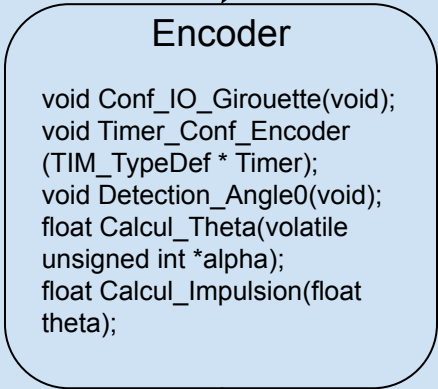 Encoder
void Conf_IO_Girouette(void);
void Timer_Conf_Encoder
(TIM_TypeDef * Timer);
void Detection_Angle0(void);
float Calcul_Theta(volatile
unsigned int *alpha);
float Calcul_Impulsion(float
theta);